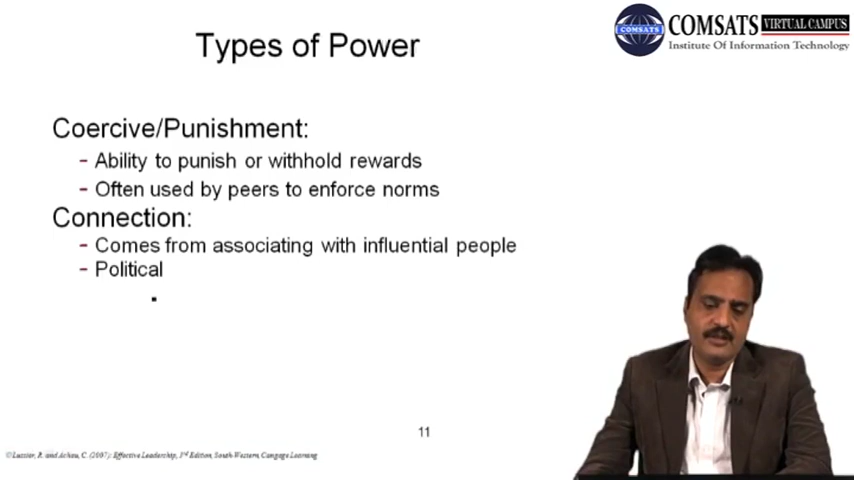 Types of Power
COMSATS VIRTUAL CAMPUS
Institute Of Information Technology
COMSATS
Coercive/Punishment:
– Ability to punish or withhold rewards
– Often used by peers to enforce norms
Connection:
– Comes from associating with influential people
– Political
11
© Lussier, R. and Achua, C. (2007): Effective Leadership, 3rd Edition, South-Western, Cengage Learning